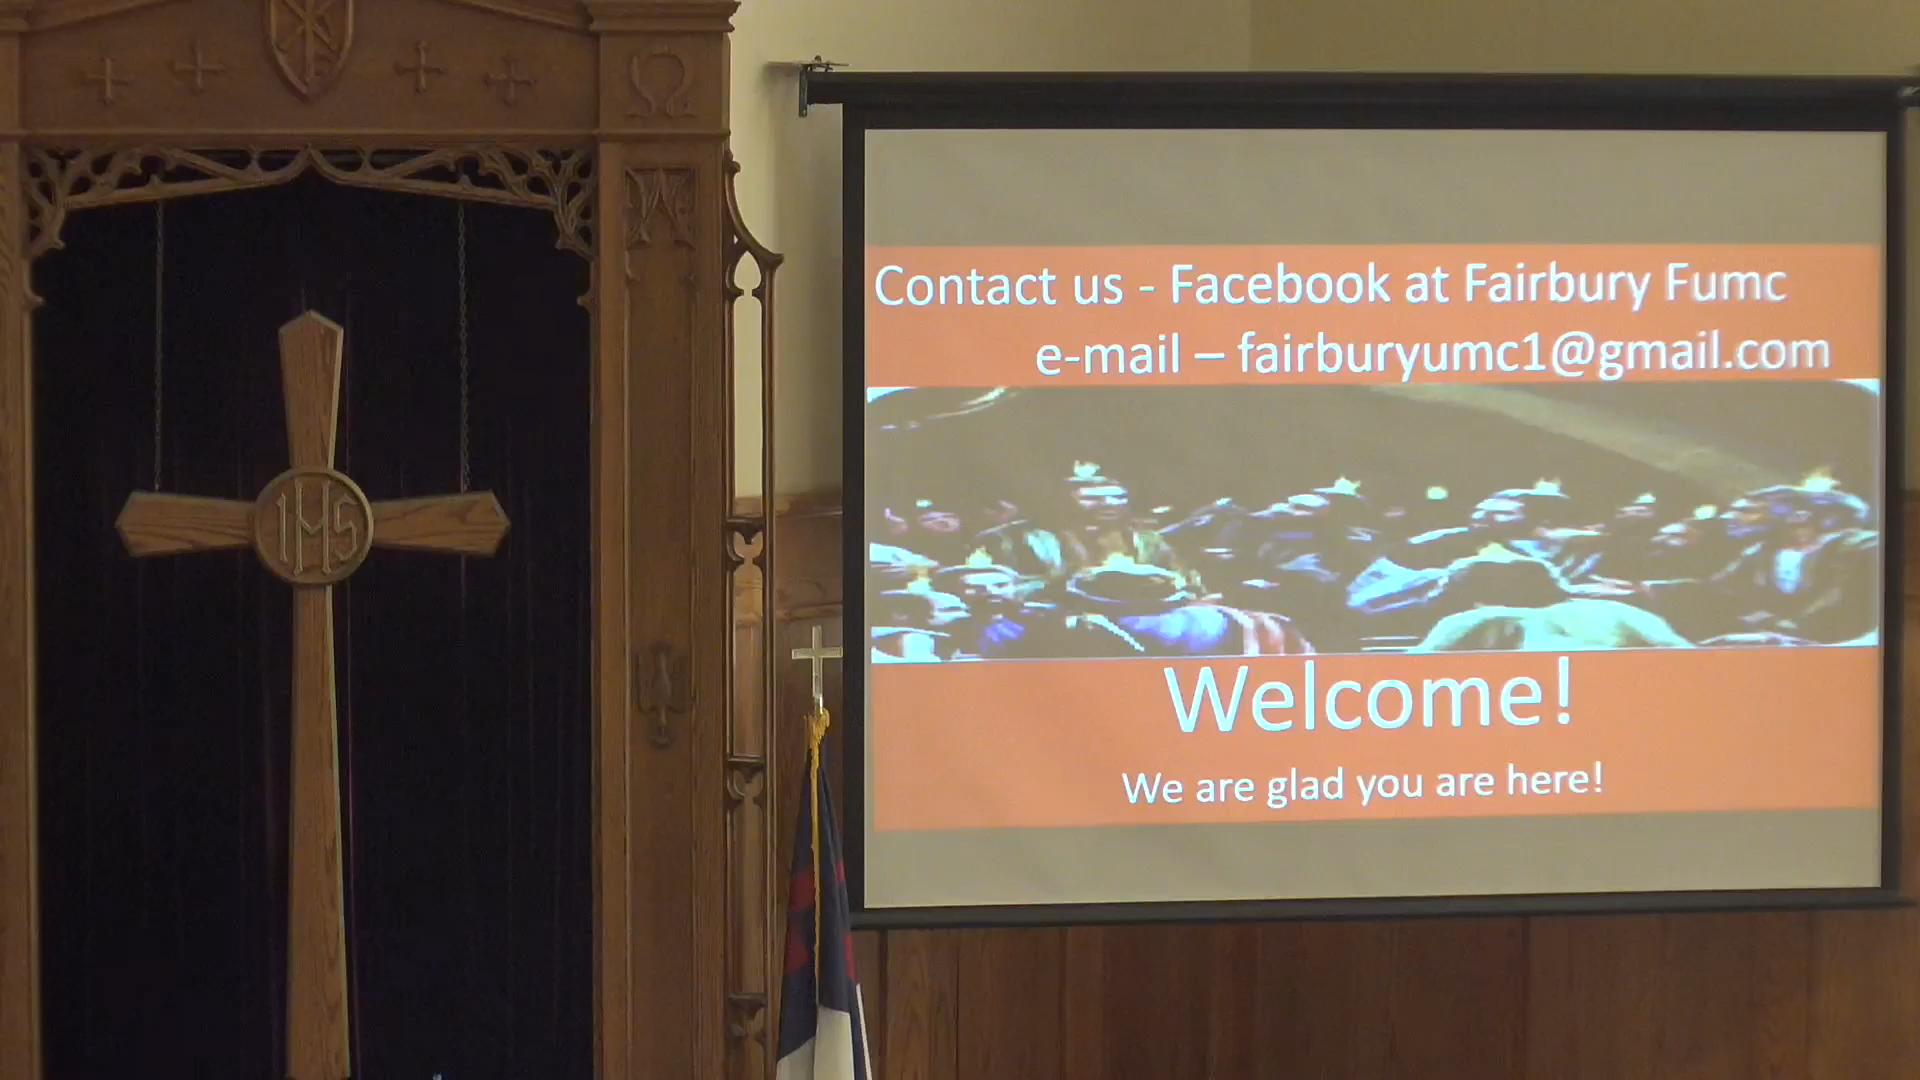 Ω
IHS
Contact us - Facebook at Fairbury Fumc
e-mail – fairburyumc1@gmail.com
Welcome!
We are glad you are here!